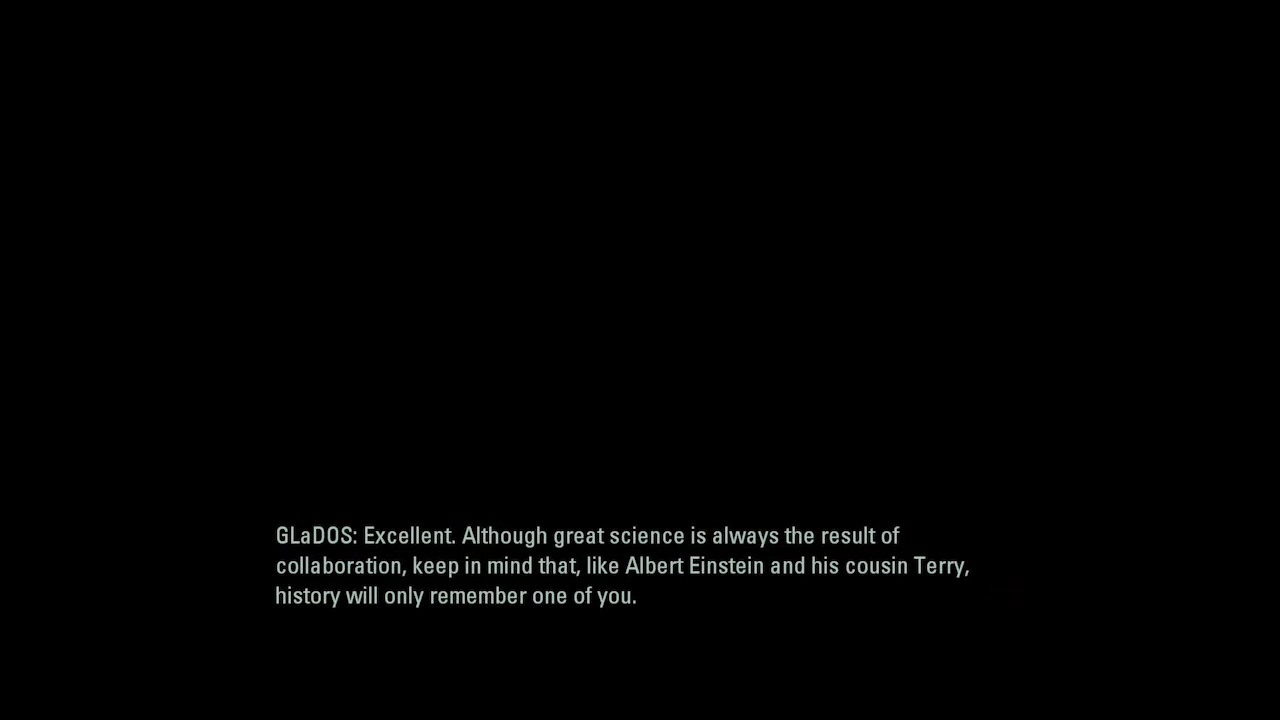 GLaDOS: Excellent. Although great science is always the result of
collaboration, keep in mind that, like Albert Einstein and his cousin Terry,
history will only remember one of you.